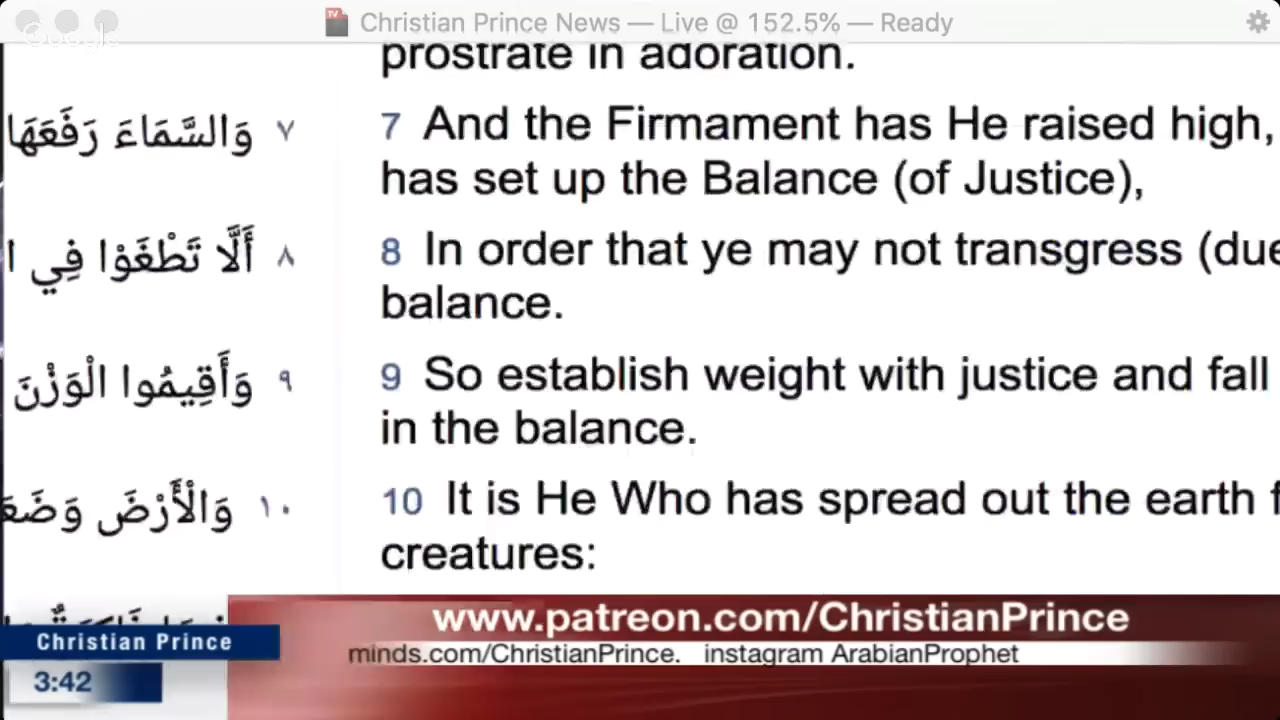 Christian Prince News — Live @ 152.5% — Ready
Google
prostrate in adoration.
وَالسَّمَاءَ رَفَعَهَا ٧
7 And the Firmament has He raised high,
has set up the Balance (of Justice),
أَلَّا تَطْغَوْا فِي ٨
8 In order that ye may not transgress (due
balance.
وَأَقِيمُوا الْوَزْنَ ٩
9 So establish weight with justice and fall
in the balance.
وَالْأَرْضَ ١٠
10 It is He Who has spread out the earth
creatures:
www.patreon.com/ChristianPrince
Christian Prince
minds.com/ChristianPrince. instagram ArabianProphet
3:42